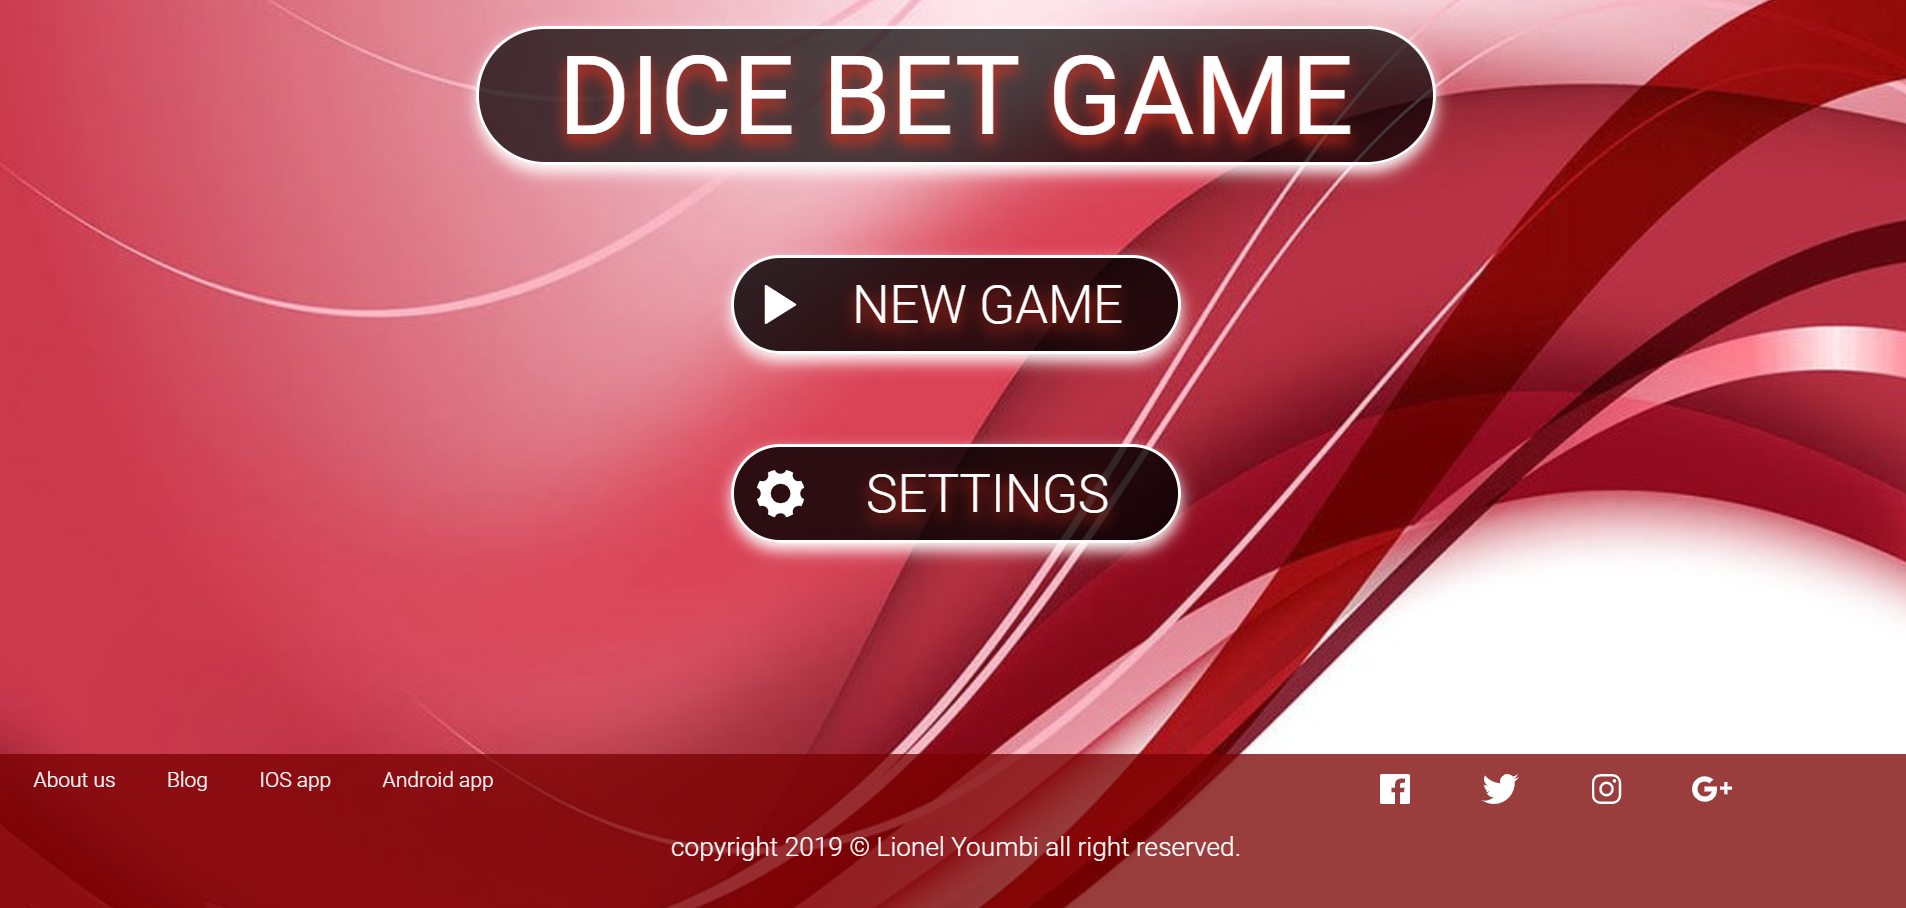 DICE BET GAME
NEW GAME
SETTINGS
About us Blog IOS app Android app
G+
copyright 2019 © Lionel Youmbi all right reserved.